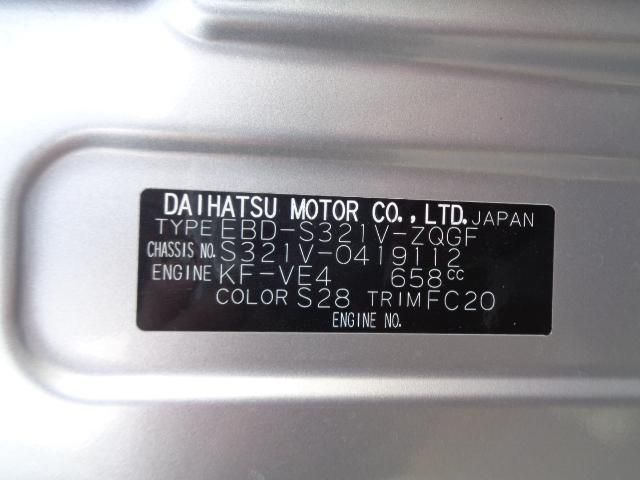 DAIHATSU MOTOR CO., LTD. JAPAN
TYPE EBD-S321V-ZQGF
CHASSIS NO. S321V-0419112
ENGINE KF-VE4 658cc
COLOR S28 TRIM FC20
ENGINE NO.